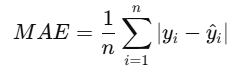 MAE = \frac{1}{n} \sum_{i=1}^{n} |y_i - \hat{y}_i|